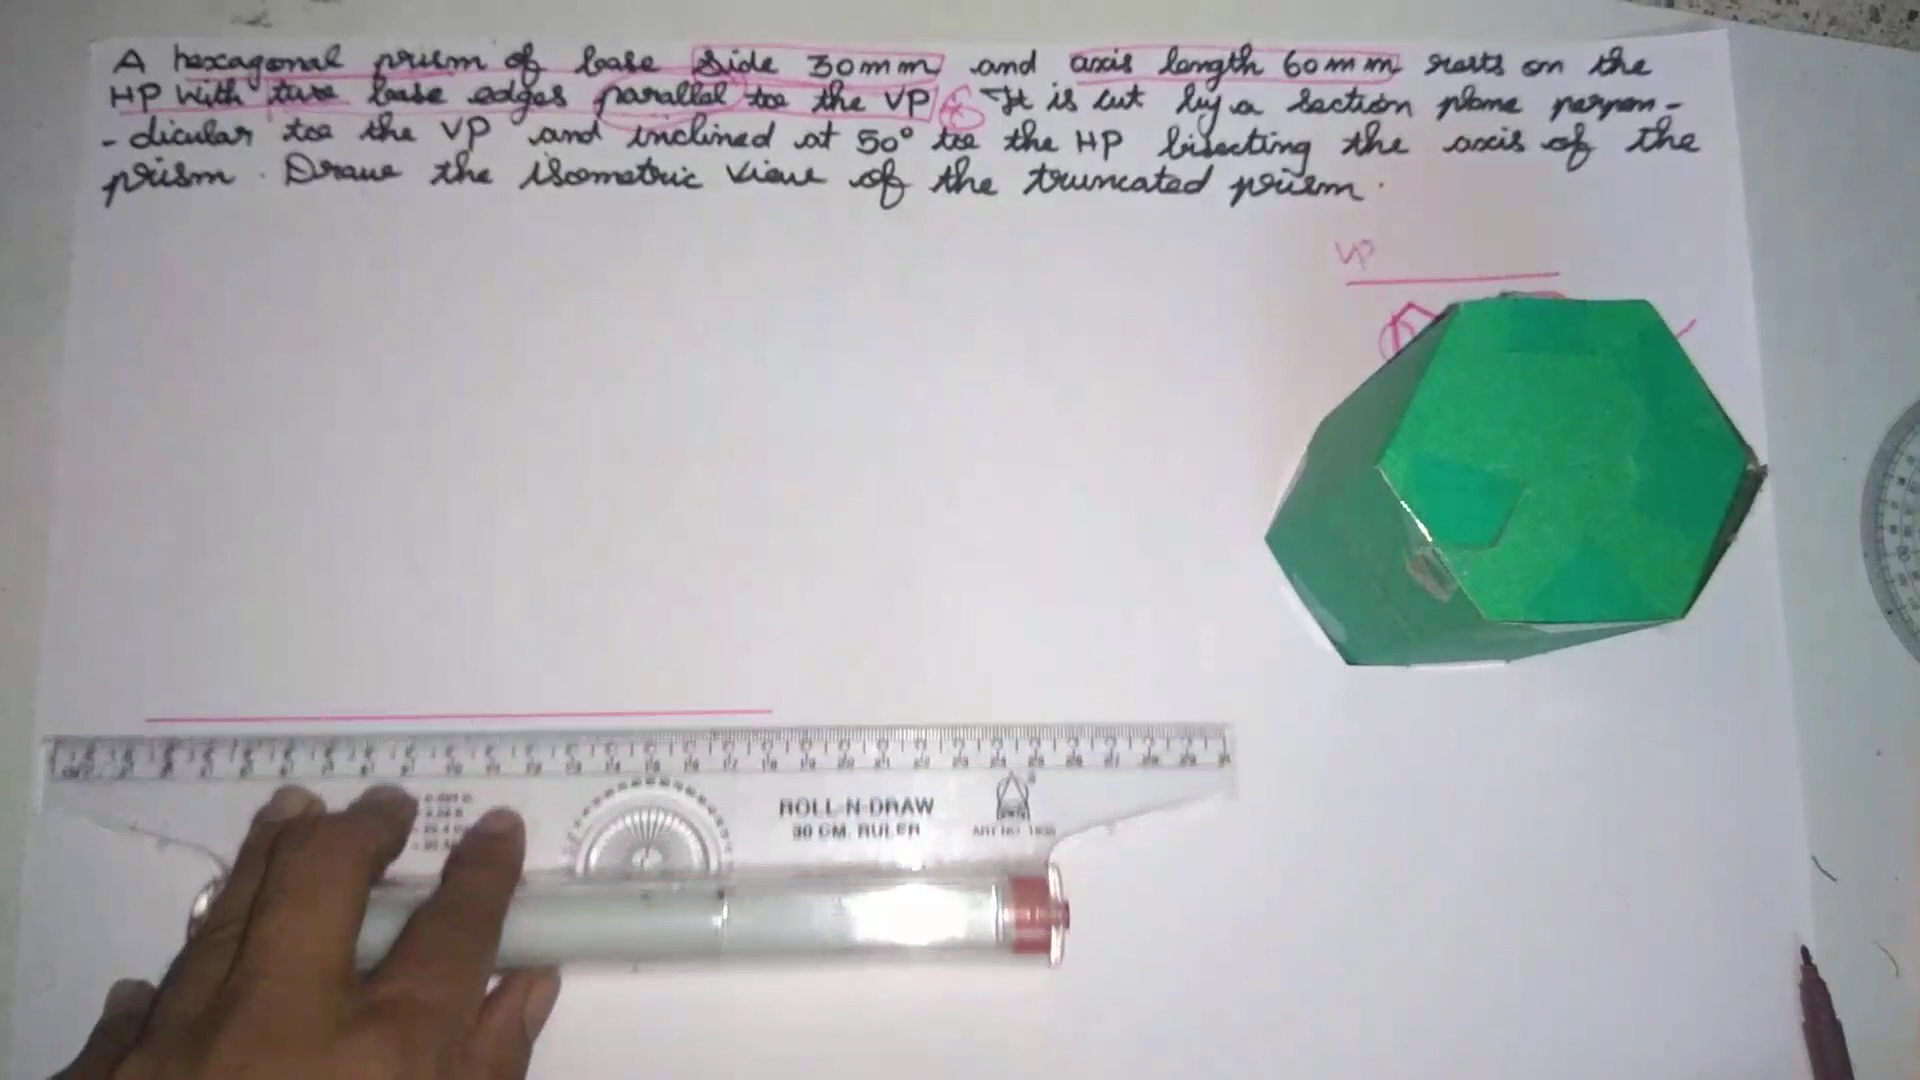 A hexagonal prism of base side 30mm and axis length 60mm rests on the
HP with two base edges parallel to the VP. It is cut by a section plane perpen-
- dicular to the VP and inclined at 50° to the HP bisecting the axis of the
prism. Draw the isometric view of the truncated prism.
VP
ROLL-N-DRAW
30 CM. RULER